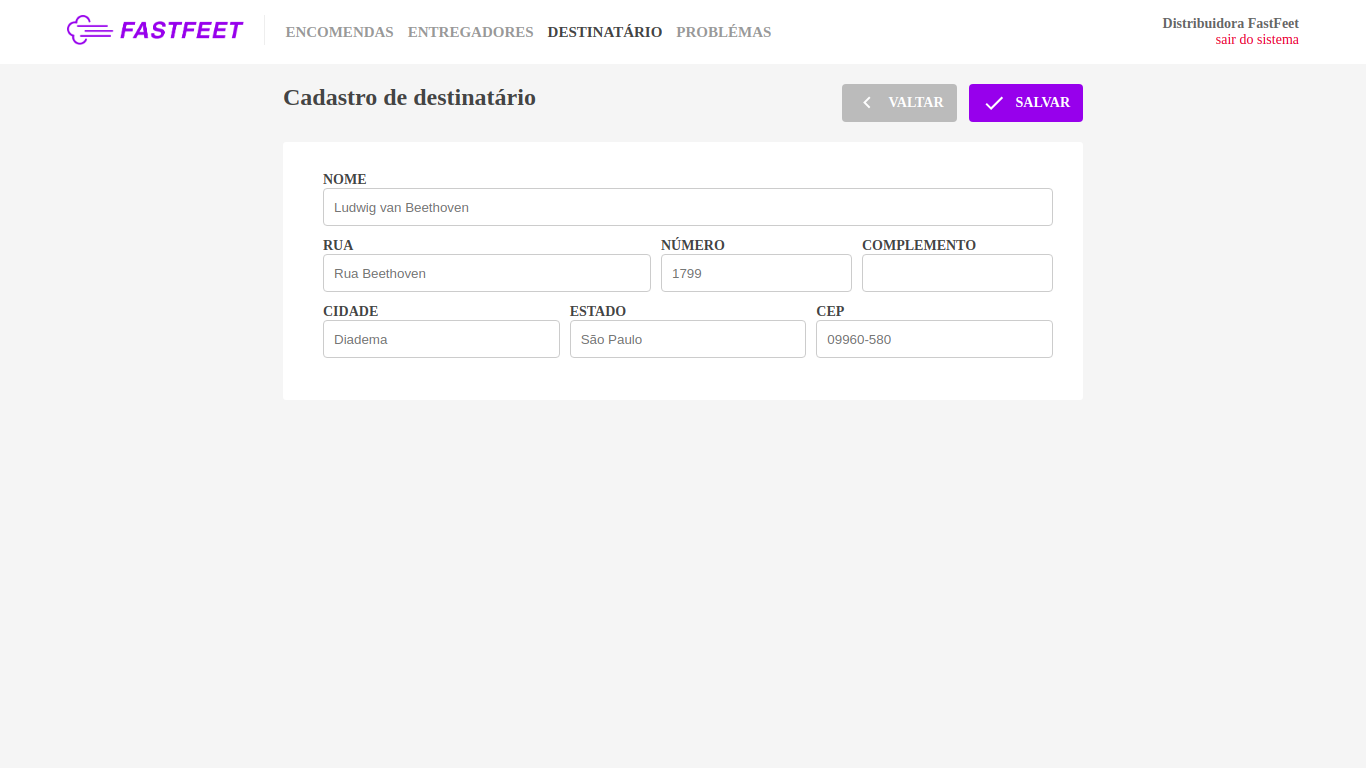 FASTFEET
ENCOMENDAS ENTREGADORES DESTINATÁRIO PROBLÉMAS
Distribuidora FastFeet
sair do sistema
Cadastro de destinatário
VALTAR
SALVAR
NOME
Ludwig van Beethoven
RUA NÚMERO COMPLEMENTO
Rua Beethoven 1799
CIDADE ESTADO CEP
Diadema São Paulo 09960-580